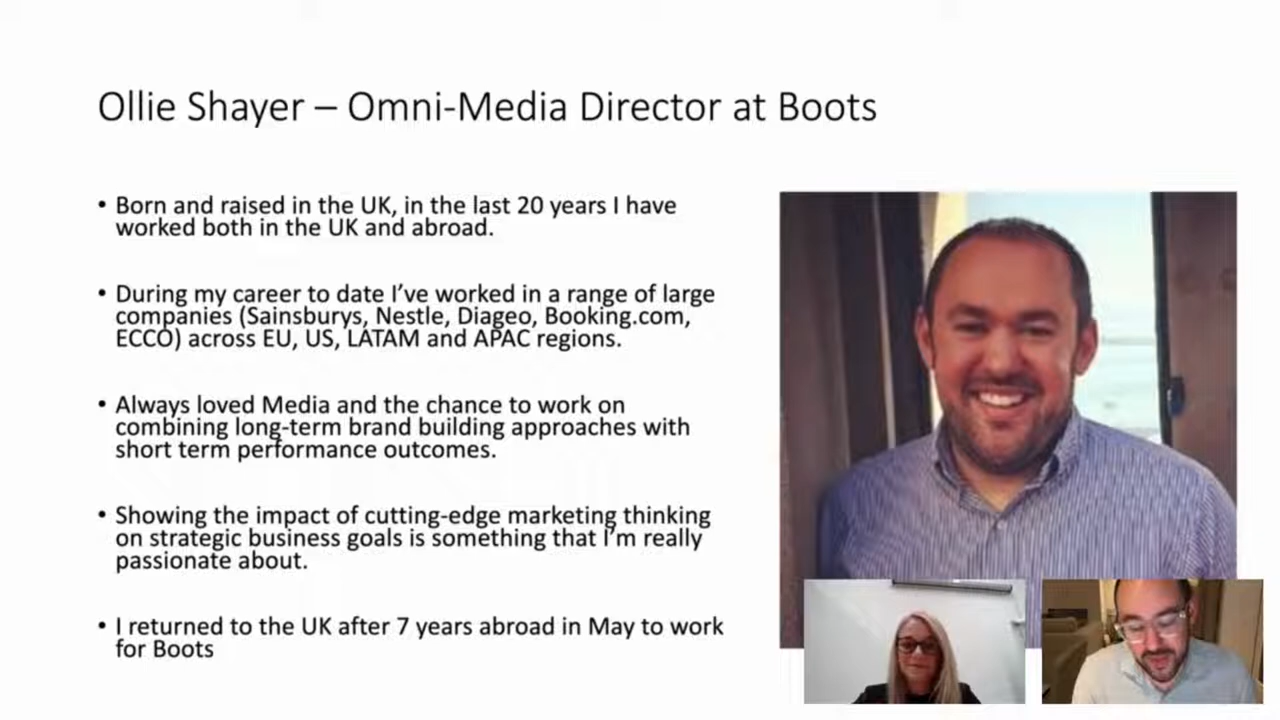 Ollie Shayer – Omni-Media Director at Boots
• Born and raised in the UK, in the last 20 years I have
worked both in the UK and abroad.
• During my career to date I’ve worked in a range of large
companies (Sainsburys, Nestle, Diageo, Booking.com,
ECCO) across EU, US, LATAM and APAC regions.
• Always loved Media and the chance to work on
combining long-term brand building approaches with
short term performance outcomes.
• Showing the impact of cutting-edge marketing thinking
on strategic business goals is something that I’m really
passionate about.
• I returned to the UK after 7 years abroad in May to work
for Boots